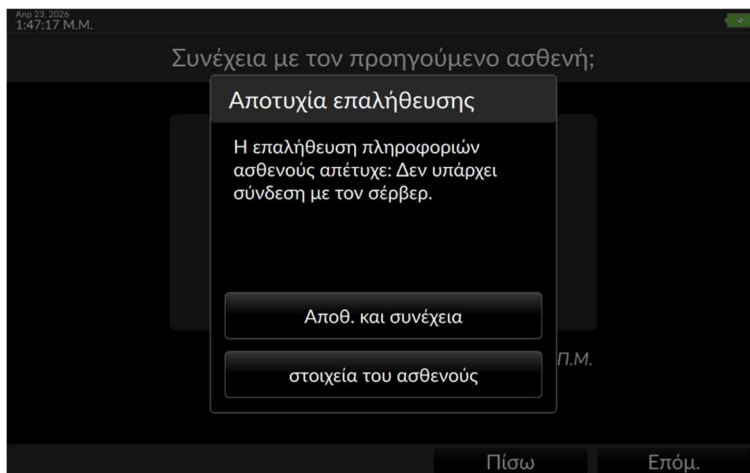 Απρ 23, 2026
1:47:17 Μ.Μ.
Συνέχεια με τον προηγούμενο ασθενή;
Αποτυχία επαλήθευσης
Η επαλήθευση πληροφοριών
ασθενούς απέτυχε: Δεν υπάρχει
σύνδεση με τον σέρβερ.
Αποθ. και συνέχεια
Π.Μ.
στοιχεία του ασθενούς
Πίσω
Επόμ.